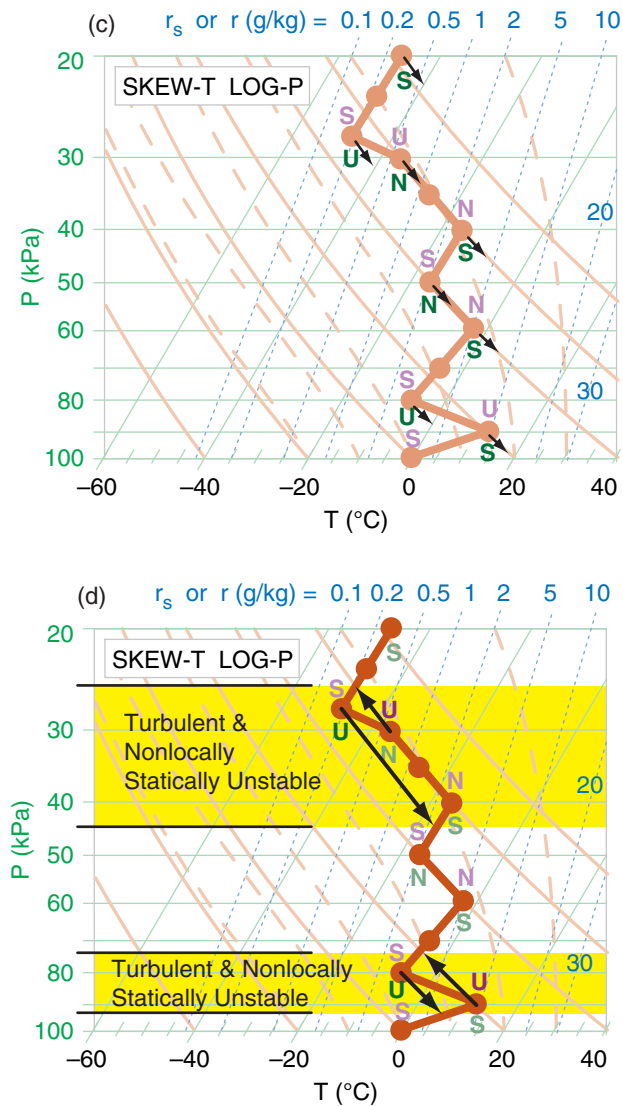 (c) r_s or r (g/kg) = 0.1 0.2 0.5 1 2 5 10
20
SKEW-T LOG-P
S
S
U
U
30
N
N
20
40
S
S
P (kPa)
50
N
N
60
S
S
30
80
U
U
S
S
100
−60 −40 −20 0 20 40
T (°C)
(d) r_s or r (g/kg) = 0.1 0.2 0.5 1 2 5 10
20
SKEW-T LOG-P
S
S
U
Turbulent &
30
U
N
Nonlocally
Statically Unstable
N
20
40
S
S
P (kPa)
50
N
N
60
S
S
30
Turbulent & Nonlocally
80
U
U
Statically Unstable
S
S
100
−60 −40 −20 0 20 40
T (°C)